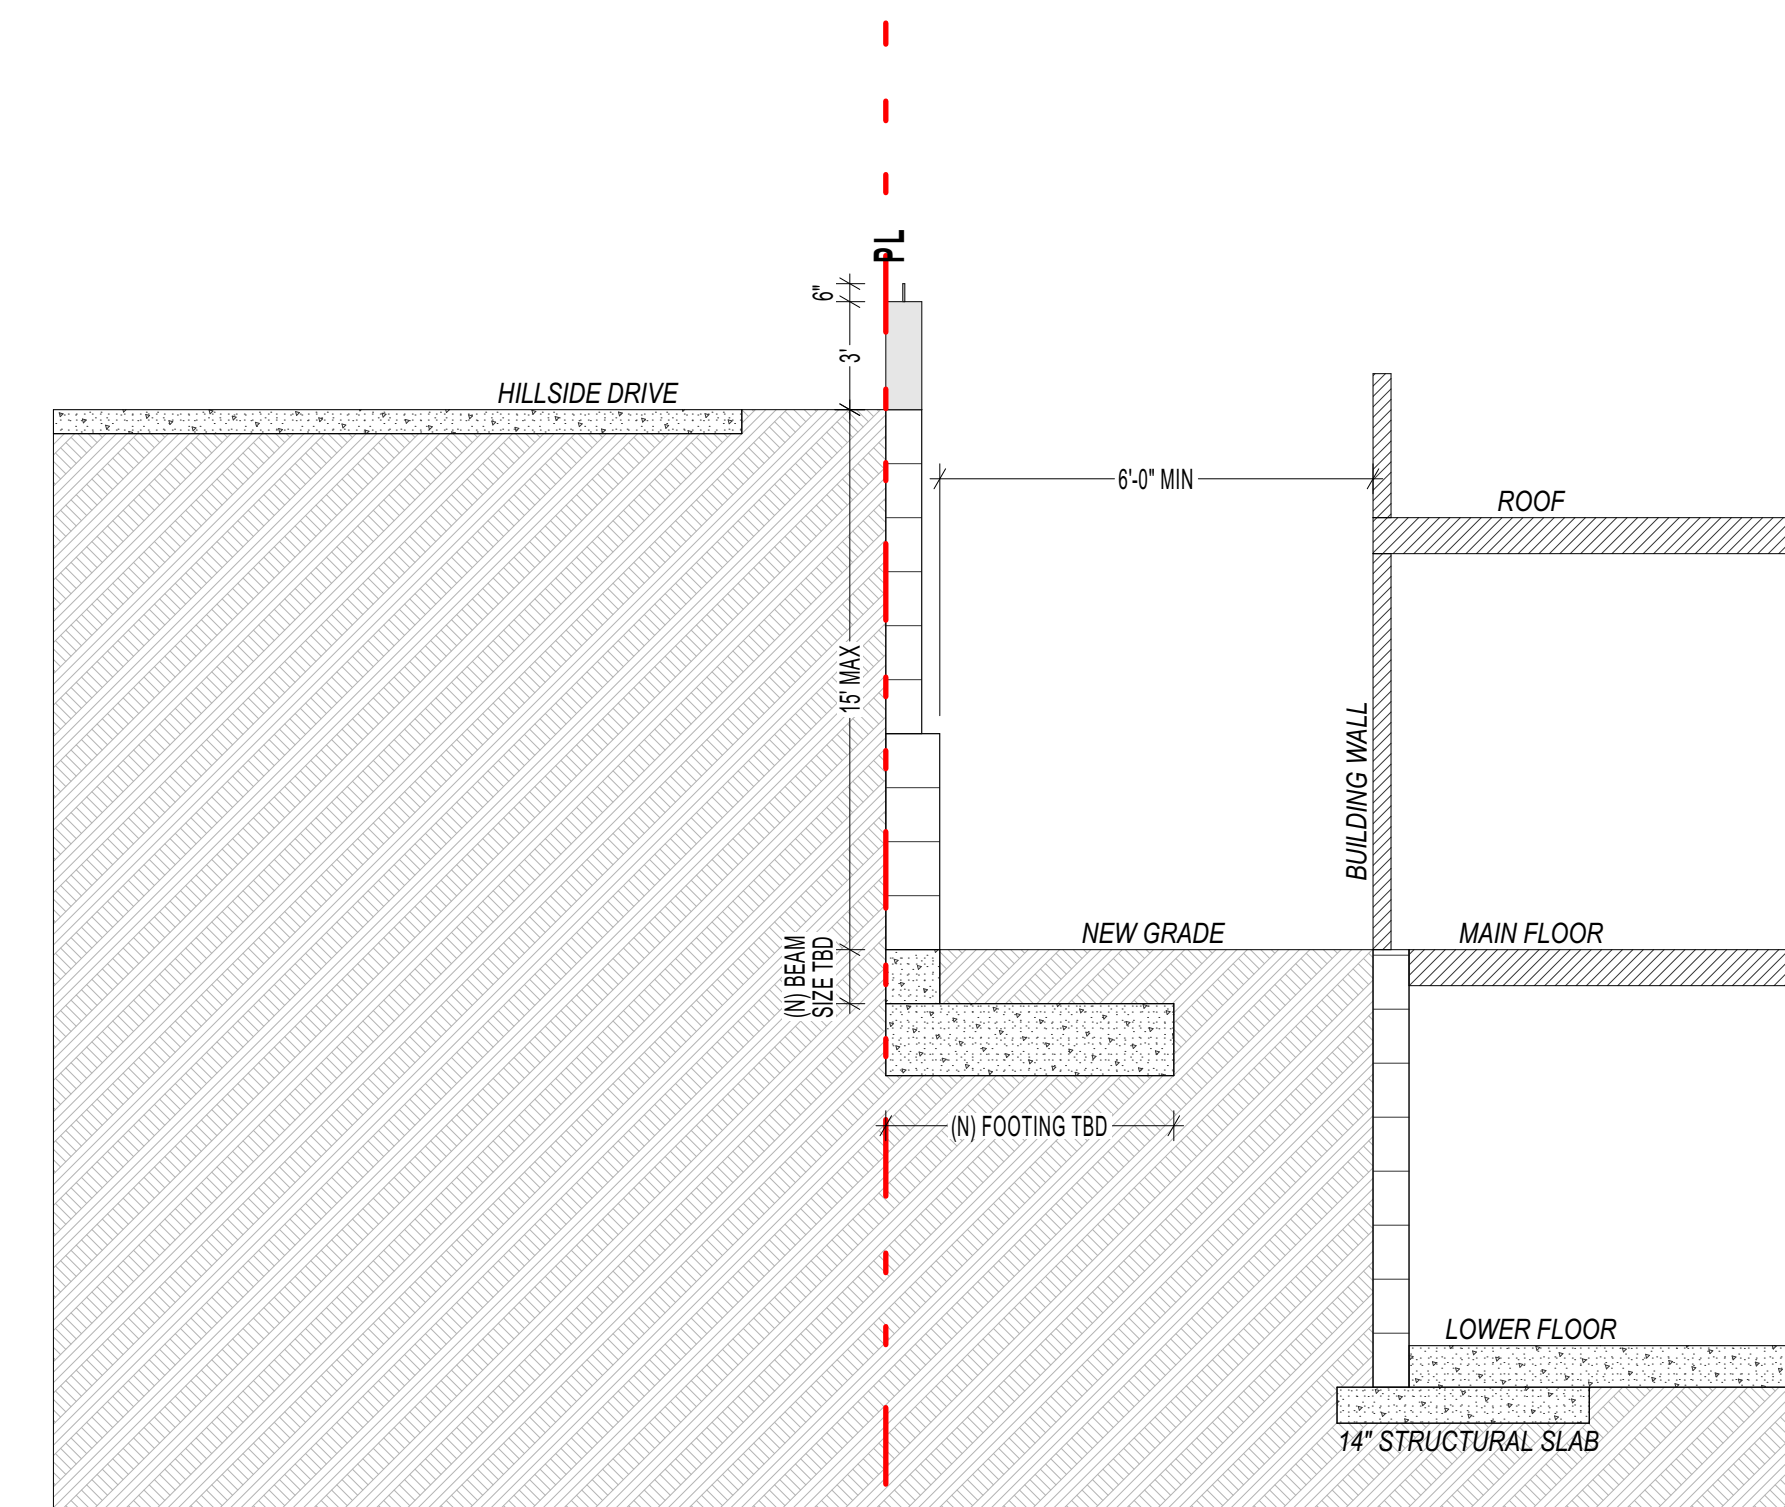 PL
6"
3'
HILLSIDE DRIVE
6'-0" MIN
ROOF
15' MAX
BUILDING WALL
(N) BEAM
SIZE TBD
NEW GRADE
MAIN FLOOR
(N) FOOTING TBD
LOWER FLOOR
14" STRUCTURAL SLAB